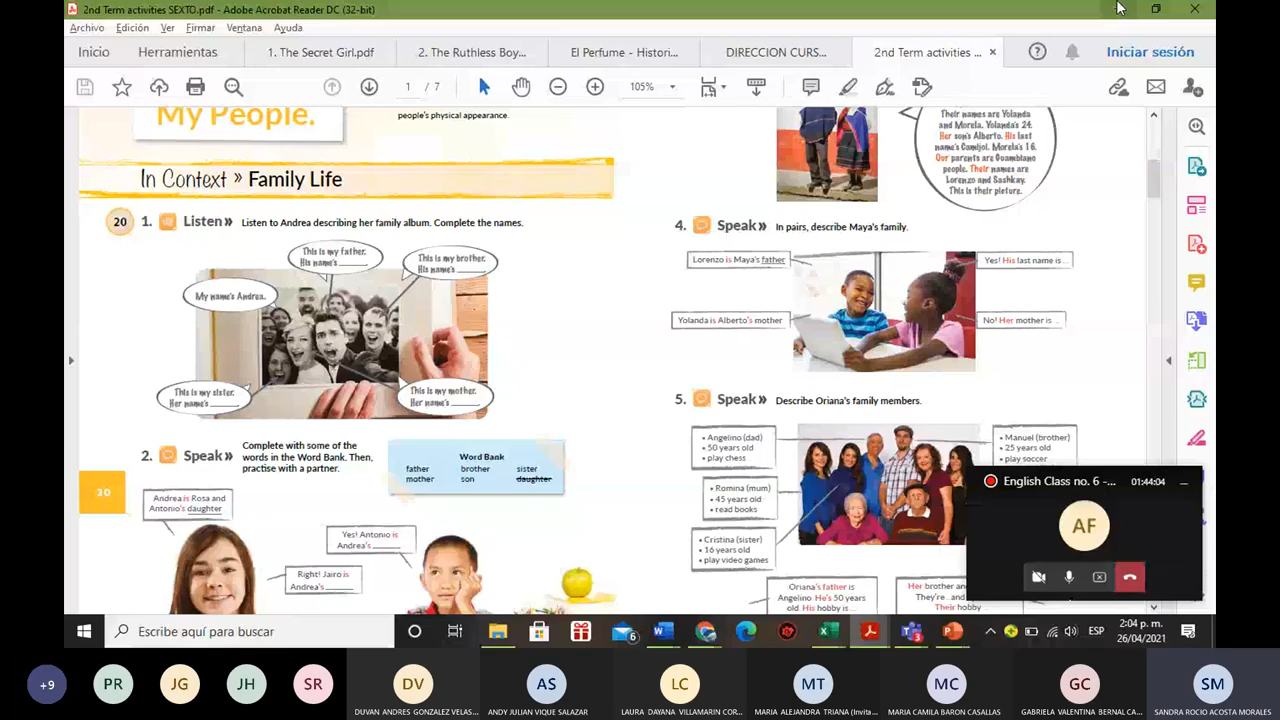 2nd Term activities SEXTO.pdf - Adobe Acrobat Reader DC (32-bit)
Archivo Edición Ver Firmar Ventana Ayuda
Inicio Herramientas 1. The Secret Girl.pdf 2. The Ruthless Boy... El Perfume - Histori... DIRECCION CURS... 2nd Term activities ... × Iniciar sesión
1 / 7 105%
My People.
people's physical appearance.
In Context » Family Life
20 1. Listen» Listen to Andrea describing her family album. Complete the names.
This is my father.
His name's ______.
This is my brother.
His name's ______.
My name's Andrea.
This is my sister.
Her name's ______.
This is my mother.
Her name's ______.
2. Speak» Complete with some of the
words in the Word Bank. Then,
practise with a partner.
Word Bank
father brother sister
mother son daughter
30
Andrea is Rosa and
Antonio's daughter
Yes! Antonio is
Andrea's ______
Right! Jairo is
Andrea's ______
Their names are Yolanda
and Morela. Yolanda's 24.
Her son's Alberto. His last
name's Camijol. Morela's 16.
Our parents are Guambiano
people. Their names are
Lorenzo and Sashkay.
This is their picture.
4. Speak» In pairs, describe Maya's family.
Lorenzo is Maya's father
Yes! His last name is ...
Yolanda is Alberto's mother
No! Her mother is ...
5. Speak» Describe Oriana's family members.
• Angelino (dad)
• 50 years old
• play chess
• Manuel (brother)
• 25 years old
• play soccer
• Romina (mum)
• 45 years old
• read books
• Cristina (sister)
• 16 years old
• play video games
Oriana's father is
Angelino. He's 50 years
old. His hobby is...
Her brother an
They're ... and
Their hobby
English Class no. 6 -... 01:44:04
AF
Escribe aquí para buscar
6
3
ESP
2:04 p. m.
26/04/2021
+9 PR JG JH SR DV AS LC MT MC GC SM
DUVAN ANDRES GONZALEZ VELAS... ANDY JULIAN VIQUE SALAZAR LAURA DAYANA VILLAMARIN COR... MARIA ALEJANDRA TRIANA (Invita... MARIA CAMILA BARON CASALLAS GABRIELA VALENTINA BERNAL CA... SANDRA ROCIO ACOSTA MORALES